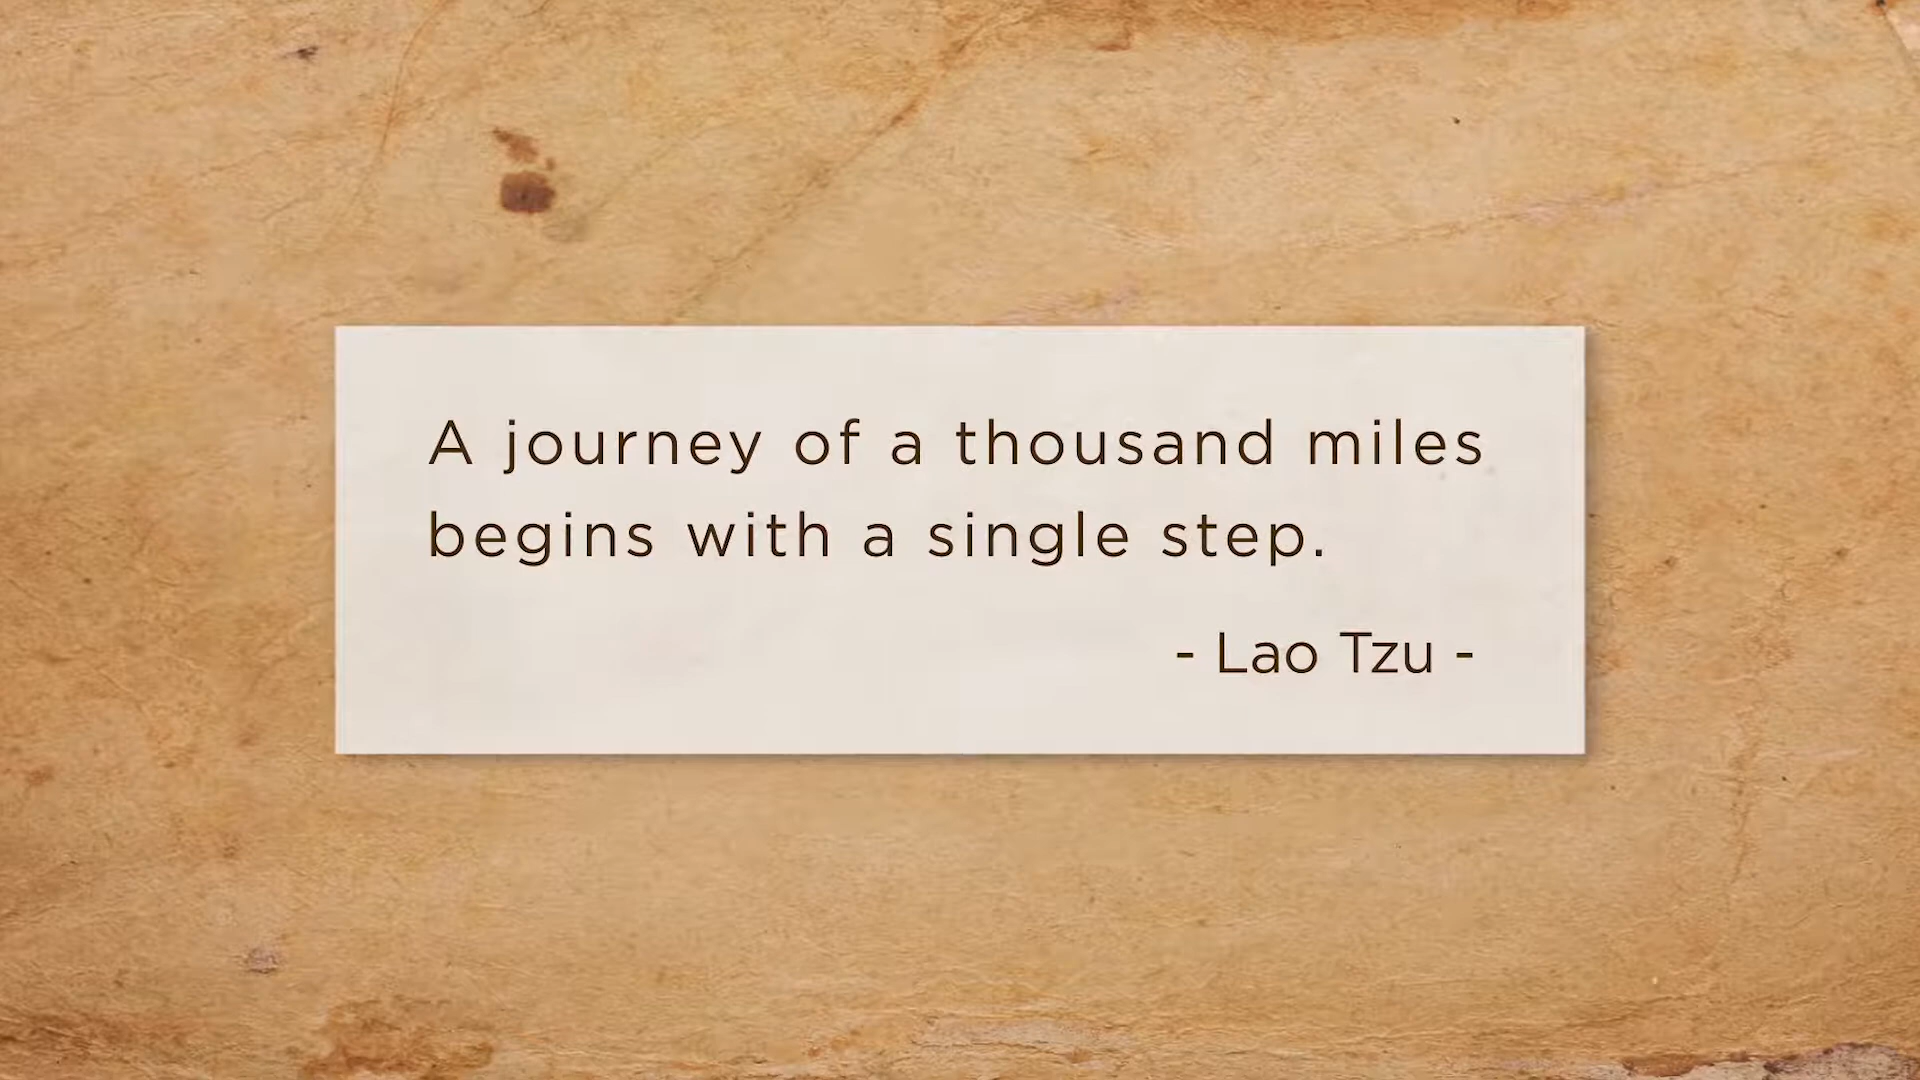 A journey of a thousand miles
begins with a single step.
- Lao Tzu -